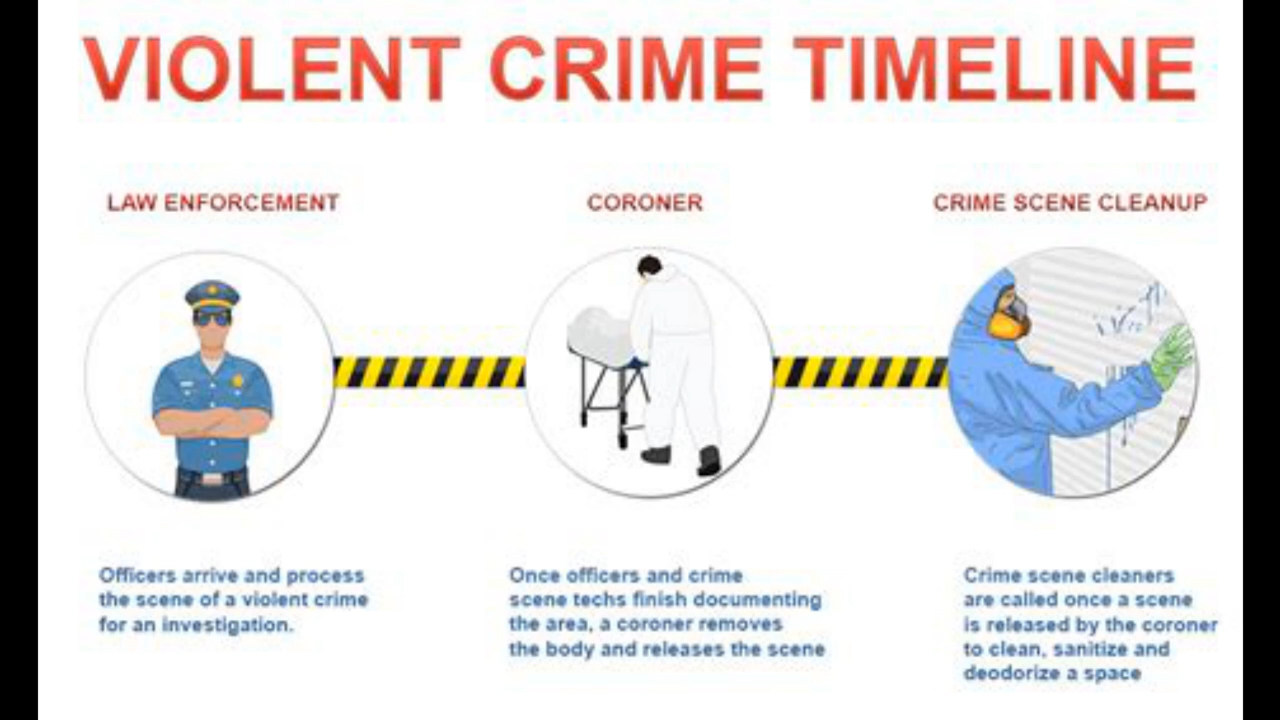 VIOLENT CRIME TIMELINE
LAW ENFORCEMENT
CORONER
CRIME SCENE CLEANUP
Officers arrive and process
the scene of a violent crime
for an investigation.
Once officers and crime
scene techs finish documenting
the area, a coroner removes
the body and releases the scene
Crime scene cleaners
are called once a scene
is released by the coroner
to clean, sanitize and
deodorize a space